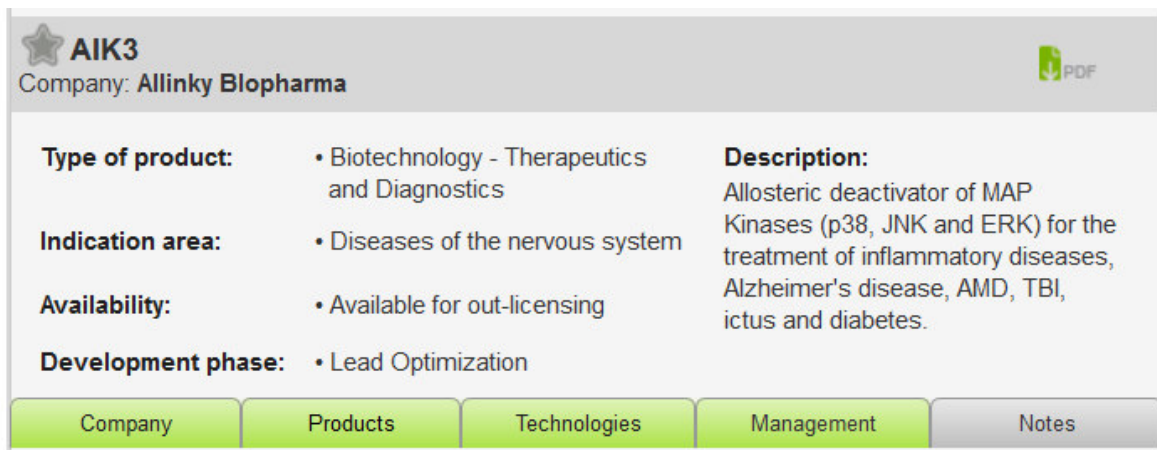 AIK3
Company: Allinky Blopharma
PDF
Type of product:
• Biotechnology - Therapeutics
and Diagnostics
Indication area:
• Diseases of the nervous system
Availability:
• Available for out-licensing
Development phase:
• Lead Optimization
Description:
Allosteric deactivator of MAP
Kinases (p38, JNK and ERK) for the
treatment of inflammatory diseases,
Alzheimer's disease, AMD, TBI,
ictus and diabetes.
Company
Products
Technologies
Management
Notes